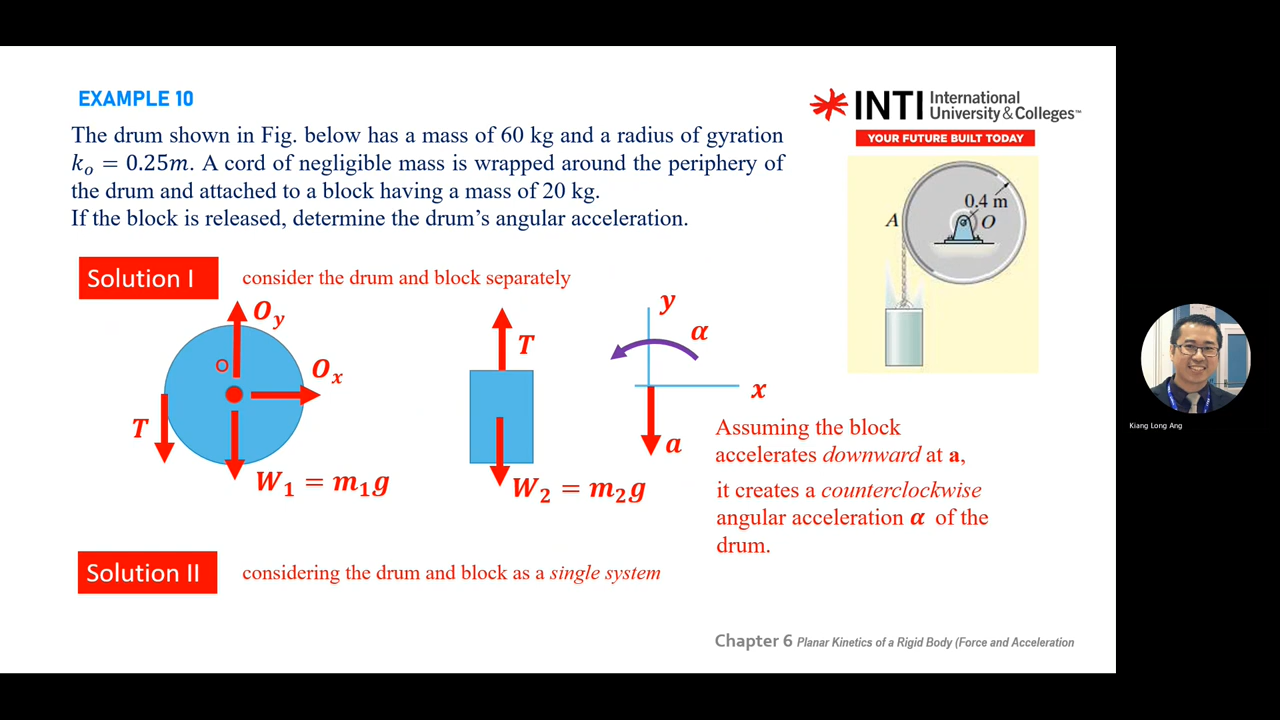 EXAMPLE 10
The drum shown in Fig. below has a mass of 60 kg and a radius of gyration
k_o = 0.25m. A cord of negligible mass is wrapped around the periphery of
the drum and attached to a block having a mass of 20 kg.
If the block is released, determine the drum's angular acceleration.
INTI International
University & Colleges™
YOUR FUTURE BUILT TODAY
0.4 m
A
O
Solution I
consider the drum and block separately
O_y
O
O_x
T
W_1 = m_1g
T
W_2 = m_2g
y
α
x
a
Assuming the block
accelerates downward at a,
it creates a counterclockwise
angular acceleration α of the
drum.
Solution II
considering the drum and block as a single system
Chapter 6 Planar Kinetics of a Rigid Body (Force and Acceleration
Kiang Long Ang